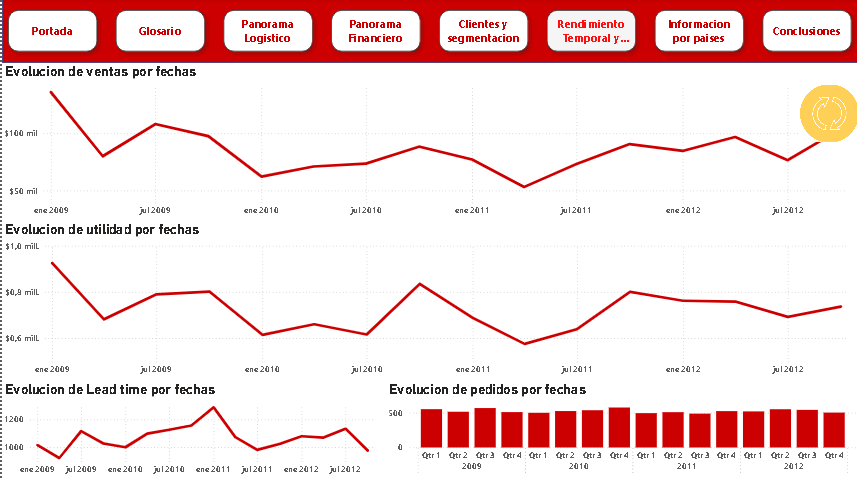 Portada
Glosario
Panorama
Logistico
Panorama
Financiero
Clientes y
segmentacion
Rendimiento
Temporal y ...
Informacion
por paises
Conclusiones
Evolucion de ventas por fechas
$100 mil
$50 mil
ene 2009 jul 2009 ene 2010 jul 2010 ene 2011 jul 2011 ene 2012 jul 2012
Evolucion de utilidad por fechas
$1,0 mill.
$0,8 mill.
$0,6 mill.
ene 2009 jul 2009 ene 2010 jul 2010 ene 2011 jul 2011 ene 2012 jul 2012
Evolucion de Lead time por fechas
1200
1000
ene 2009 jul 2009 ene 2010 jul 2010 ene 2011 jul 2011 ene 2012 jul 2012
Evolucion de pedidos por fechas
500
0
Qtr 1 Qtr 2 Qtr 3 Qtr 4 Qtr 1 Qtr 2 Qtr 3 Qtr 4 Qtr 1 Qtr 2 Qtr 3 Qtr 4 Qtr 1 Qtr 2 Qtr 3 Qtr 4
2009 2010 2011 2012